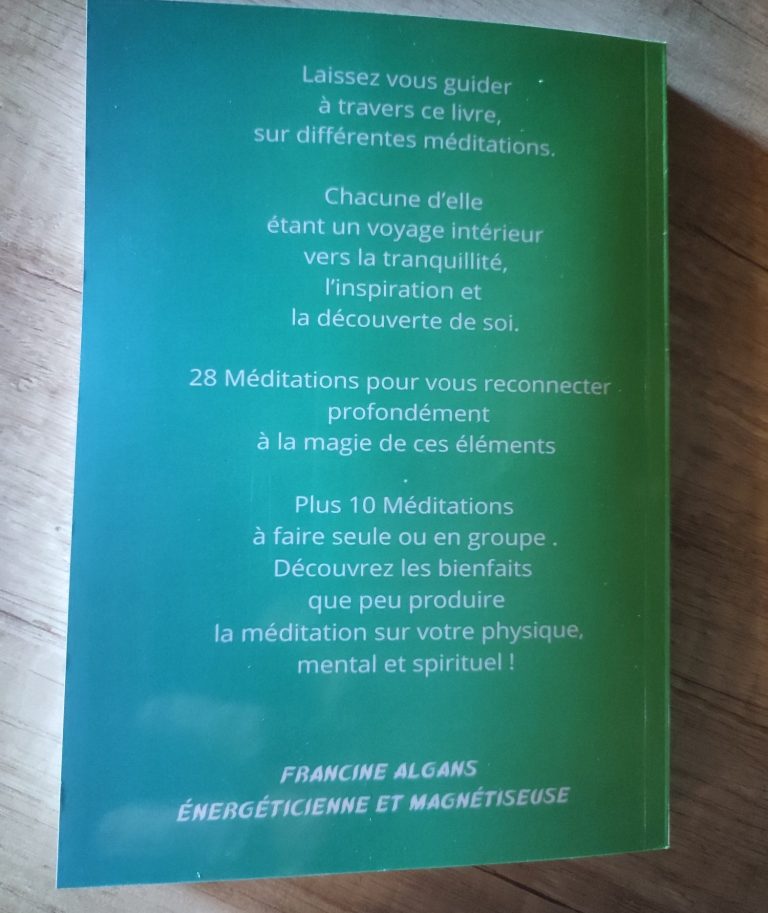 Laissez vous guider
à travers ce livre,
sur différentes méditations.
Chacune d’elle
étant un voyage intérieur
vers la tranquillité,
l’inspiration et
la découverte de soi.
28 Méditations pour vous reconnecter
profondément
à la magie de ces éléments
.
Plus 10 Méditations
à faire seule ou en groupe .
Découvrez les bienfaits
que peu produire
la méditation sur votre physique,
mental et spirituel !
FRANCINE ALGANS
ÉNERGÉTICIENNE ET MAGNÉTISEUSE